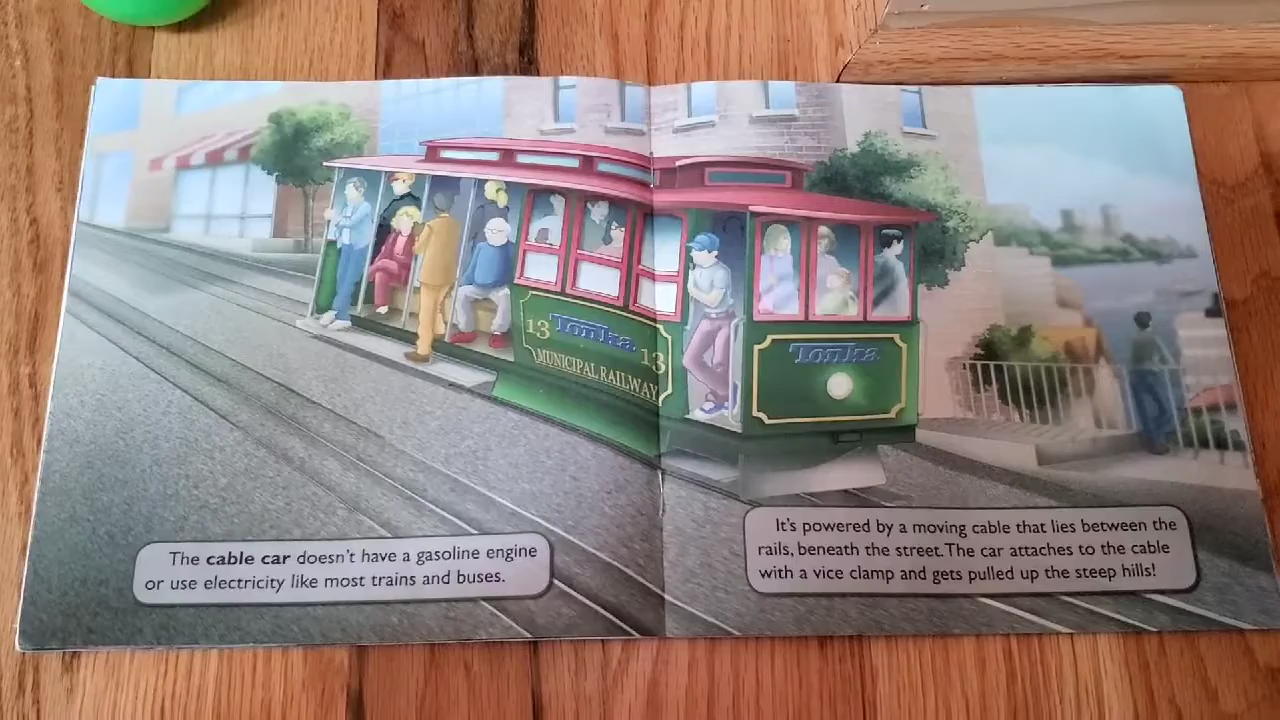 13 Tonka 13
MUNICIPAL RAILWAY
Tonka
The cable car doesn't have a gasoline engine
or use electricity like most trains and buses.
It's powered by a moving cable that lies between the
rails, beneath the street. The car attaches to the cable
with a vice clamp and gets pulled up the steep hills!